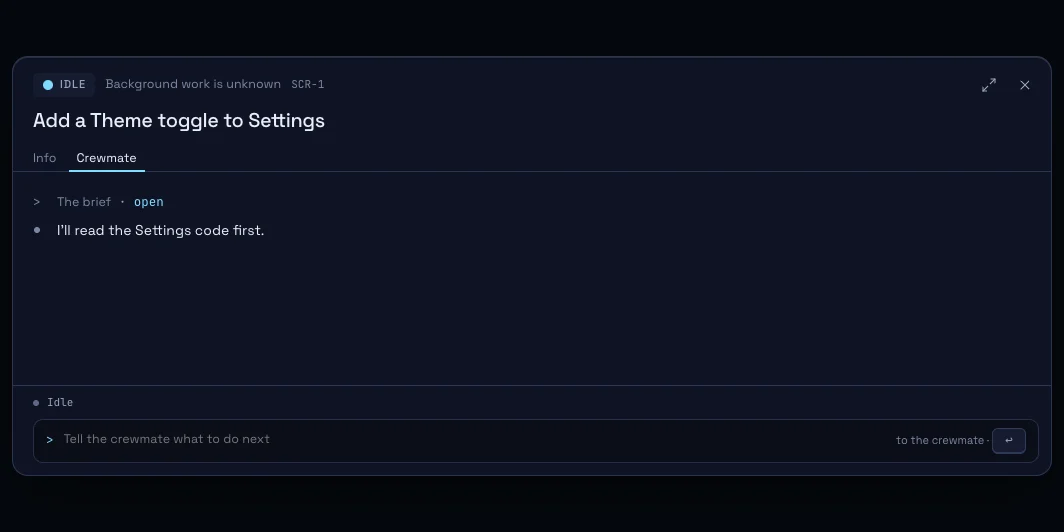 IDLE Background work is unknown SCR-1
Add a Theme toggle to Settings
Info Crewmate
> The brief · open
I'll read the Settings code first.
Idle
> Tell the crewmate what to do next to the crewmate · ↩